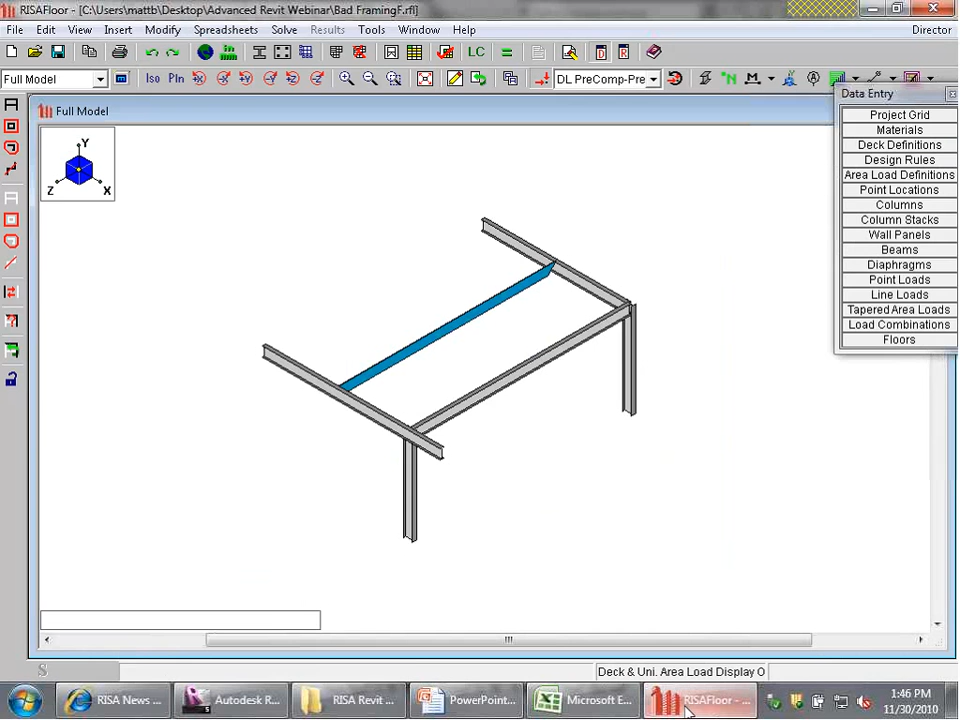 RISAFloor - [C:\Users\mattb\Desktop\Advanced Revit Webinar\Bad FramingF.rfl]
File Edit View Insert Modify Spreadsheets Solve Results Tools Window Help Director
LC
D R
Full Model Iso Pln DL PreComp-Pre N M
Full Model
Data Entry
Project Grid
Materials
Deck Definitions
Design Rules
Area Load Definitions
Point Locations
Columns
Column Stacks
Wall Panels
Beams
Diaphragms
Point Loads
Line Loads
Tapered Area Loads
Load Combinations
Floors
Y
Z X
S Deck & Uni. Area Load Display O
RISA News ... Autodesk R... RISA Revit ... PowerPoint... Microsoft E... RISAFloor - ... 1:46 PM
11/30/2010